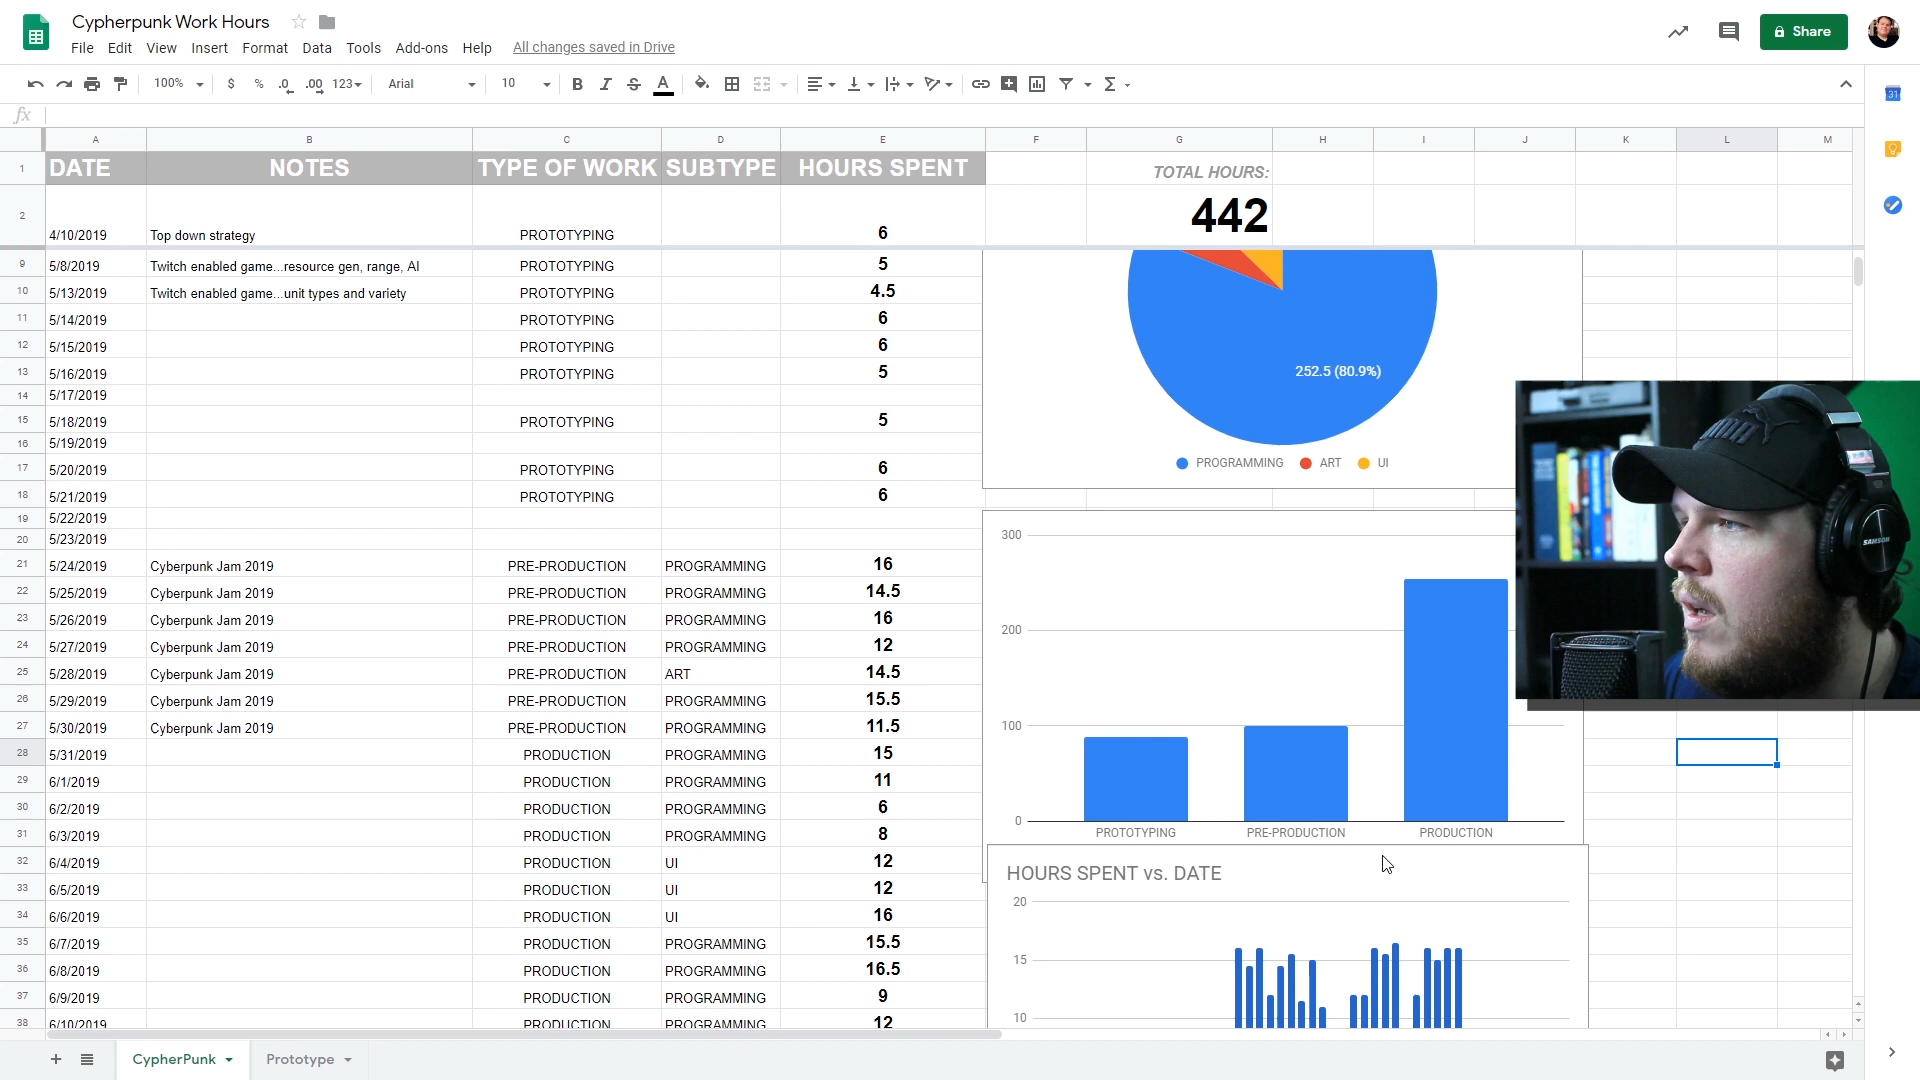 Cypherpunk Work Hours
File Edit View Insert Format Data Tools Add-ons Help All changes saved in Drive
Share
100% $ % .0 .00 123 Arial 10 B I S A
31
fx
A B C D E F G H I J K L M
1 DATE NOTES TYPE OF WORK SUBTYPE HOURS SPENT TOTAL HOURS:
2 4/10/2019 Top down strategy PROTOTYPING 6 442
9 5/8/2019 Twitch enabled game...resource gen, range, AI PROTOTYPING 5
10 5/13/2019 Twitch enabled game...unit types and variety PROTOTYPING 4.5
11 5/14/2019 PROTOTYPING 6
12 5/15/2019 PROTOTYPING 6
13 5/16/2019 PROTOTYPING 5
14 5/17/2019
15 5/18/2019 PROTOTYPING 5
16 5/19/2019
17 5/20/2019 PROTOTYPING 6
18 5/21/2019 PROTOTYPING 6
19 5/22/2019
20 5/23/2019
21 5/24/2019 Cyberpunk Jam 2019 PRE-PRODUCTION PROGRAMMING 16
22 5/25/2019 Cyberpunk Jam 2019 PRE-PRODUCTION PROGRAMMING 14.5
23 5/26/2019 Cyberpunk Jam 2019 PRE-PRODUCTION PROGRAMMING 16
24 5/27/2019 Cyberpunk Jam 2019 PRE-PRODUCTION PROGRAMMING 12
25 5/28/2019 Cyberpunk Jam 2019 PRE-PRODUCTION ART 14.5
26 5/29/2019 Cyberpunk Jam 2019 PRE-PRODUCTION PROGRAMMING 15.5
27 5/30/2019 Cyberpunk Jam 2019 PRE-PRODUCTION PROGRAMMING 11.5
28 5/31/2019 PRODUCTION PROGRAMMING 15
29 6/1/2019 PRODUCTION PROGRAMMING 11
30 6/2/2019 PRODUCTION PROGRAMMING 6
31 6/3/2019 PRODUCTION PROGRAMMING 8
32 6/4/2019 PRODUCTION UI 12
33 6/5/2019 PRODUCTION UI 12
34 6/6/2019 PRODUCTION UI 16
35 6/7/2019 PRODUCTION PROGRAMMING 15.5
36 6/8/2019 PRODUCTION PROGRAMMING 16.5
37 6/9/2019 PRODUCTION PROGRAMMING 9
38 6/10/2019 PRODUCTION PROGRAMMING 12
252.5 (80.9%)
PROGRAMMING ART UI
300
200
100
0
PROTOTYPING PRE-PRODUCTION PRODUCTION
HOURS SPENT vs. DATE
20
15
10
SAMSON
CypherPunk Prototype